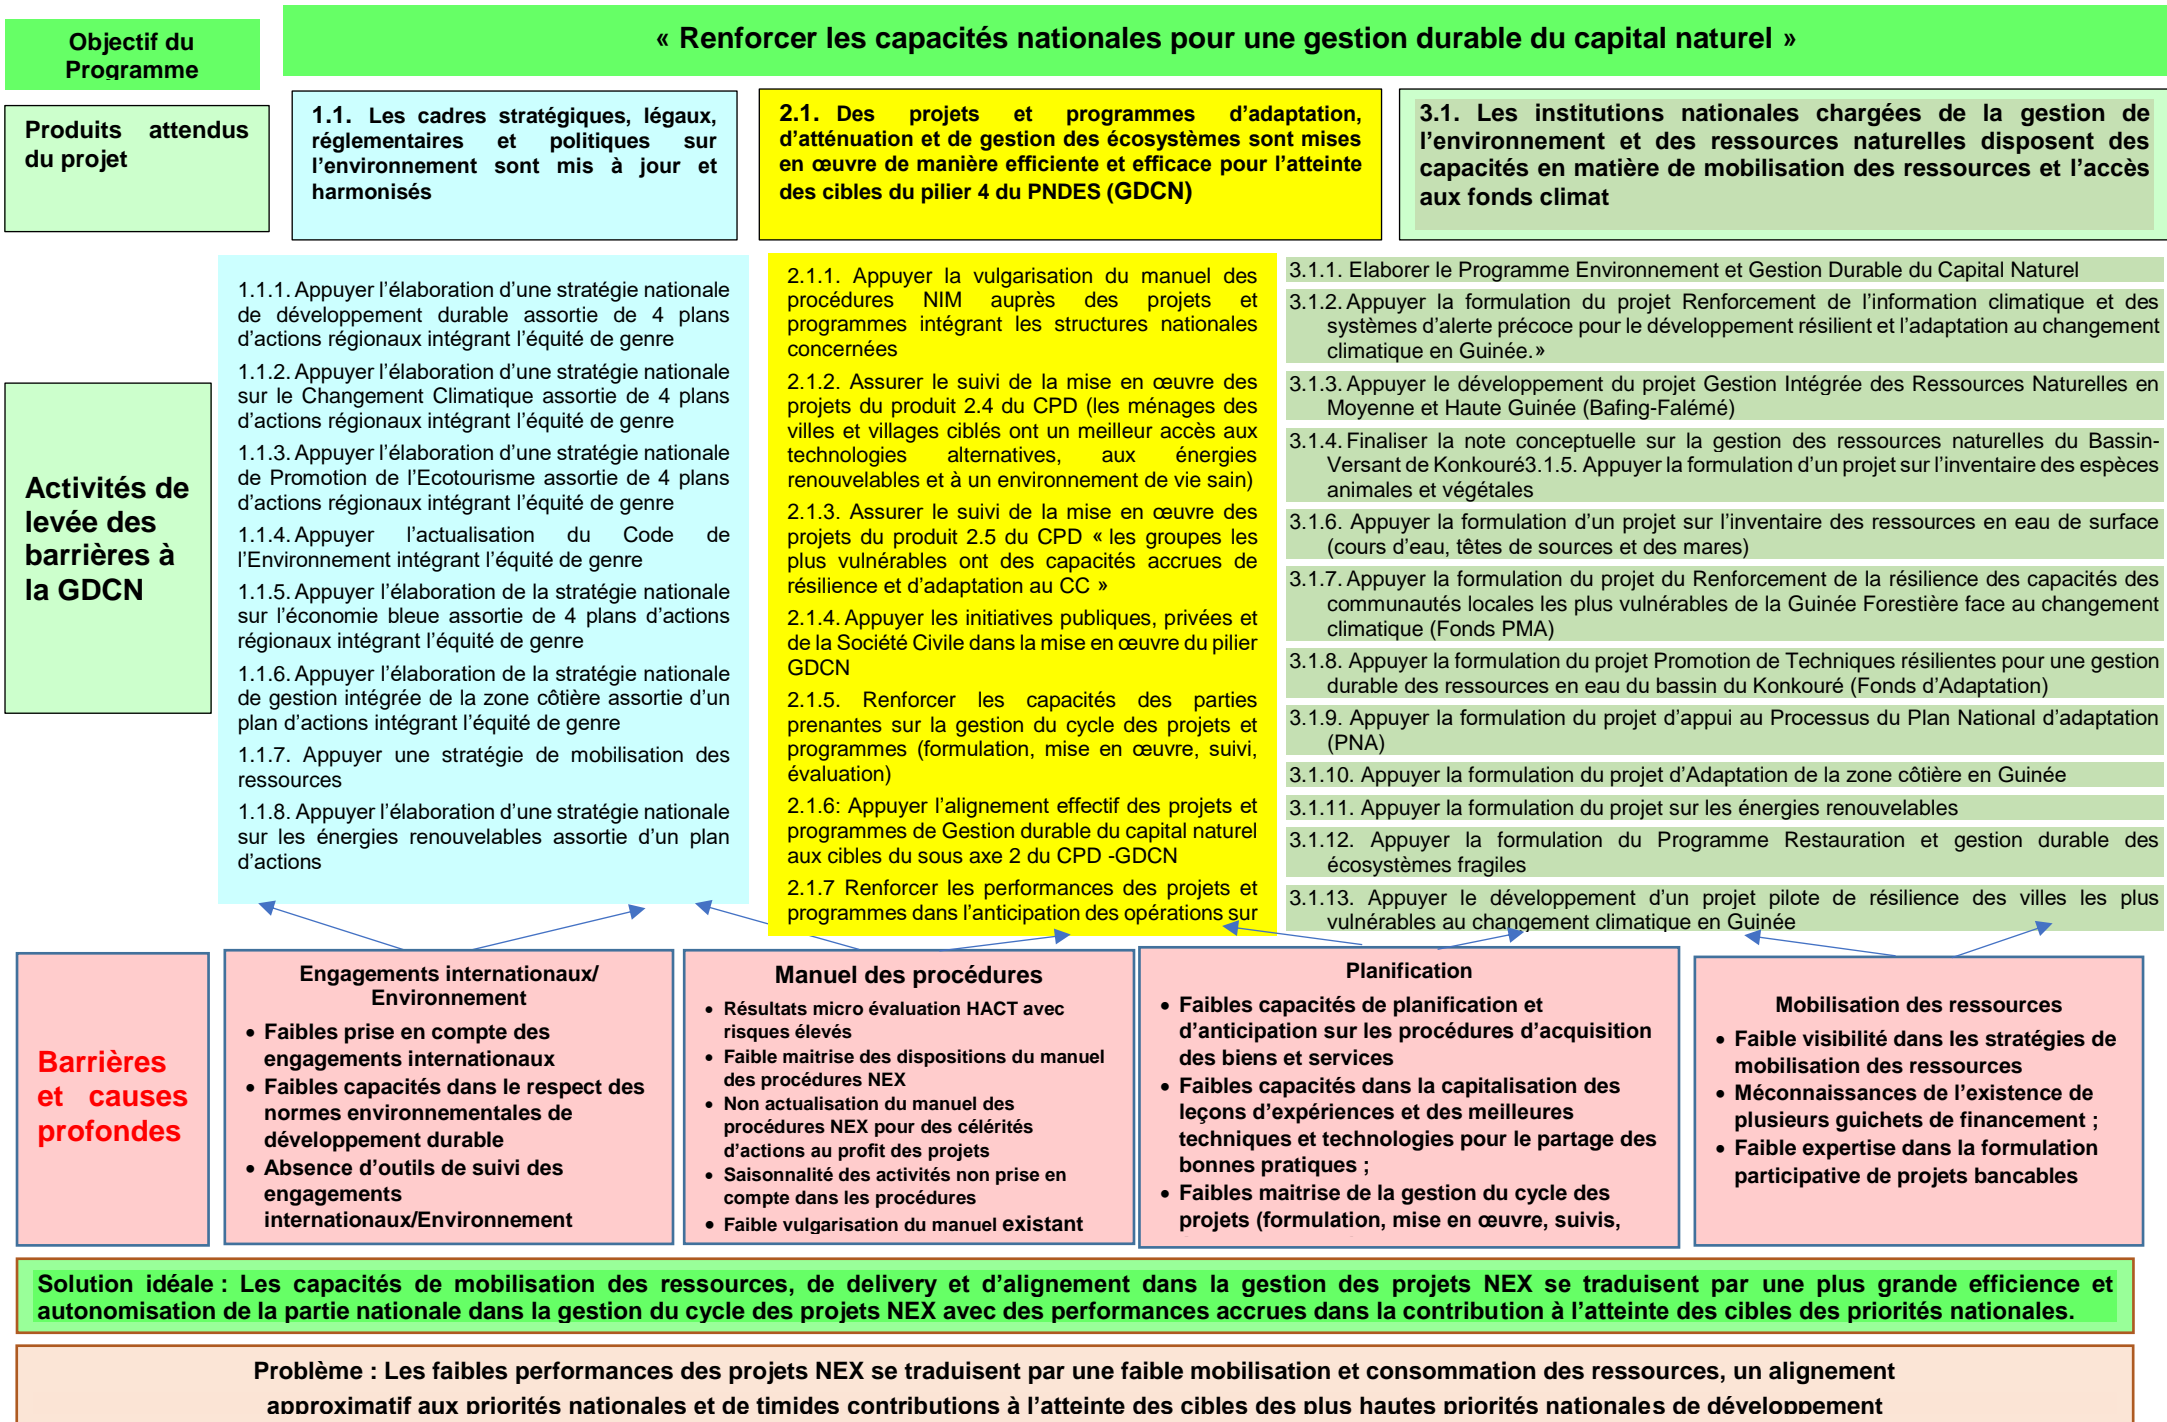 Objectif du
Programme
« Renforcer les capacités nationales pour une gestion durable du capital naturel »
Produits attendus
du projet
1.1. Les cadres stratégiques, légaux,
réglementaires et politiques sur
l’environnement sont mis à jour et
harmonisés
2.1. Des projets et programmes d’adaptation,
d’atténuation et de gestion des écosystèmes sont mises
en œuvre de manière efficiente et efficace pour l’atteinte
des cibles du pilier 4 du PNDES (GDCN)
3.1. Les institutions nationales chargées de la gestion de
l’environnement et des ressources naturelles disposent des
capacités en matière de mobilisation des ressources et l’accès
aux fonds climat
Activités de
levée des
barrières à
la GDCN
1.1.1. Appuyer l’élaboration d’une stratégie nationale
de développement durable assortie de 4 plans
d’actions régionaux intégrant l’équité de genre
1.1.2. Appuyer l’élaboration d’une stratégie nationale
sur le Changement Climatique assortie de 4 plans
d’actions régionaux intégrant l’équité de genre
1.1.3. Appuyer l’élaboration d’une stratégie nationale
de Promotion de l’Ecotourisme assortie de 4 plans
d’actions régionaux intégrant l’équité de genre
1.1.4. Appuyer l’actualisation du Code de
l’Environnement intégrant l’équité de genre
1.1.5. Appuyer l’élaboration de la stratégie nationale
sur l’économie bleue assortie de 4 plans d’actions
régionaux intégrant l’équité de genre
1.1.6. Appuyer l’élaboration de la stratégie nationale
de gestion intégrée de la zone côtière assortie d’un
plan d’actions intégrant l’équité de genre
1.1.7. Appuyer une stratégie de mobilisation des
ressources
1.1.8. Appuyer l’élaboration d’une stratégie nationale
sur les énergies renouvelables assortie d’un plan
d’actions
2.1.1. Appuyer la vulgarisation du manuel des
procédures NIM auprès des projets et
programmes intégrant les structures nationales
concernées
2.1.2. Assurer le suivi de la mise en œuvre des
projets du produit 2.4 du CPD (les ménages des
villes et villages ciblés ont un meilleur accès aux
technologies alternatives, aux énergies
renouvelables et à un environnement de vie sain)
2.1.3. Assurer le suivi de la mise en œuvre des
projets du produit 2.5 du CPD « les groupes les
plus vulnérables ont des capacités accrues de
résilience et d’adaptation au CC »
2.1.4. Appuyer les initiatives publiques, privées et
de la Société Civile dans la mise en œuvre du pilier
GDCN
2.1.5. Renforcer les capacités des parties
prenantes sur la gestion du cycle des projets et
programmes (formulation, mise en œuvre, suivi,
évaluation)
2.1.6: Appuyer l’alignement effectif des projets et
programmes de Gestion durable du capital naturel
aux cibles du sous axe 2 du CPD -GDCN
2.1.7 Renforcer les performances des projets et
programmes dans l’anticipation des opérations sur
3.1.1. Elaborer le Programme Environnement et Gestion Durable du Capital Naturel
3.1.2. Appuyer la formulation du projet Renforcement de l’information climatique et des
systèmes d’alerte précoce pour le développement résilient et l’adaptation au changement
climatique en Guinée.»
3.1.3. Appuyer le développement du projet Gestion Intégrée des Ressources Naturelles en
Moyenne et Haute Guinée (Bafing-Falémé)
3.1.4. Finaliser la note conceptuelle sur la gestion des ressources naturelles du Bassin-
Versant de Konkouré3.1.5. Appuyer la formulation d’un projet sur l’inventaire des espèces
animales et végétales
3.1.6. Appuyer la formulation d’un projet sur l’inventaire des ressources en eau de surface
(cours d’eau, têtes de sources et des mares)
3.1.7. Appuyer la formulation du projet du Renforcement de la résilience des capacités des
communautés locales les plus vulnérables de la Guinée Forestière face au changement
climatique (Fonds PMA)
3.1.8. Appuyer la formulation du projet Promotion de Techniques résilientes pour une gestion
durable des ressources en eau du bassin du Konkouré (Fonds d’Adaptation)
3.1.9. Appuyer la formulation du projet d’appui au Processus du Plan National d’adaptation
(PNA)
3.1.10. Appuyer la formulation du projet d’Adaptation de la zone côtière en Guinée
3.1.11. Appuyer la formulation du projet sur les énergies renouvelables
3.1.12. Appuyer la formulation du Programme Restauration et gestion durable des
écosystèmes fragiles
3.1.13. Appuyer le développement d’un projet pilote de résilience des villes les plus
vulnérables au changement climatique en Guinée
Barrières
et causes
profondes
Engagements internationaux/
Environnement
• Faibles prise en compte des
engagements internationaux
• Faibles capacités dans le respect des
normes environnementales de
développement durable
• Absence d’outils de suivi des
engagements
internationaux/Environnement
Manuel des procédures
• Résultats micro évaluation HACT avec
risques élevés
• Faible maitrise des dispositions du manuel
des procédures NEX
• Non actualisation du manuel des
procédures NEX pour des célérités
d’actions au profit des projets
• Saisonnalité des activités non prise en
compte dans les procédures
• Faible vulgarisation du manuel existant
Planification
• Faibles capacités de planification et
d’anticipation sur les procédures d’acquisition
des biens et services
• Faibles capacités dans la capitalisation des
leçons d’expériences et des meilleures
techniques et technologies pour le partage des
bonnes pratiques ;
• Faibles maitrise de la gestion du cycle des
projets (formulation, mise en œuvre, suivis,
Mobilisation des ressources
• Faible visibilité dans les stratégies de
mobilisation des ressources
• Méconnaissances de l’existence de
plusieurs guichets de financement ;
• Faible expertise dans la formulation
participative de projets bancables
Solution idéale : Les capacités de mobilisation des ressources, de delivery et d’alignement dans la gestion des projets NEX se traduisent par une plus grande efficience et
autonomisation de la partie nationale dans la gestion du cycle des projets NEX avec des performances accrues dans la contribution à l’atteinte des cibles des priorités nationales.
Problème : Les faibles performances des projets NEX se traduisent par une faible mobilisation et consommation des ressources, un alignement
approximatif aux priorités nationales et de timides contributions à l’atteinte des cibles des plus hautes priorités nationales de développement